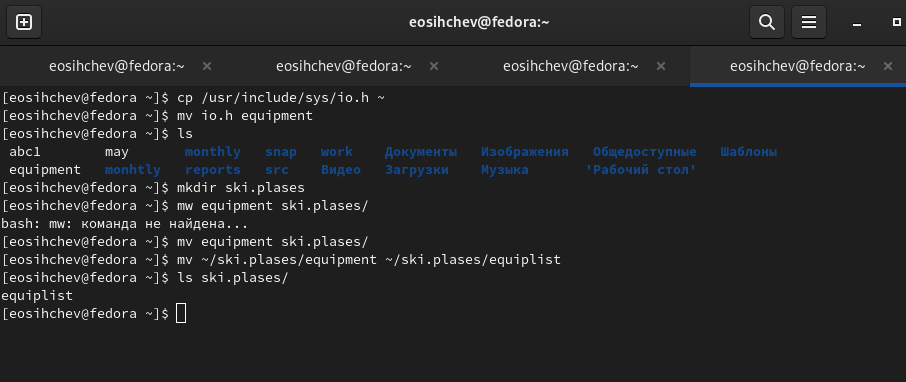 eosihchev@fedora:~
eosihchev@fedora:~ × eosihchev@fedora:~ × eosihchev@fedora:~ × eosihchev@fedora:~ ×
[eosihchev@fedora ~]$ cp /usr/include/sys/io.h ~
[eosihchev@fedora ~]$ mv io.h equipment
[eosihchev@fedora ~]$ ls
abc1 may monthly snap work Документы Изображения Общедоступные Шаблоны
equipment monhtly reports src Видео Загрузки Музыка 'Рабочий стол'
[eosihchev@fedora ~]$ mkdir ski.plases
[eosihchev@fedora ~]$ mw equipment ski.plases/
bash: mw: команда не найдена...
[eosihchev@fedora ~]$ mv equipment ski.plases/
[eosihchev@fedora ~]$ mv ~/ski.plases/equipment ~/ski.plases/equiplist
[eosihchev@fedora ~]$ ls ski.plases/
equiplist
[eosihchev@fedora ~]$